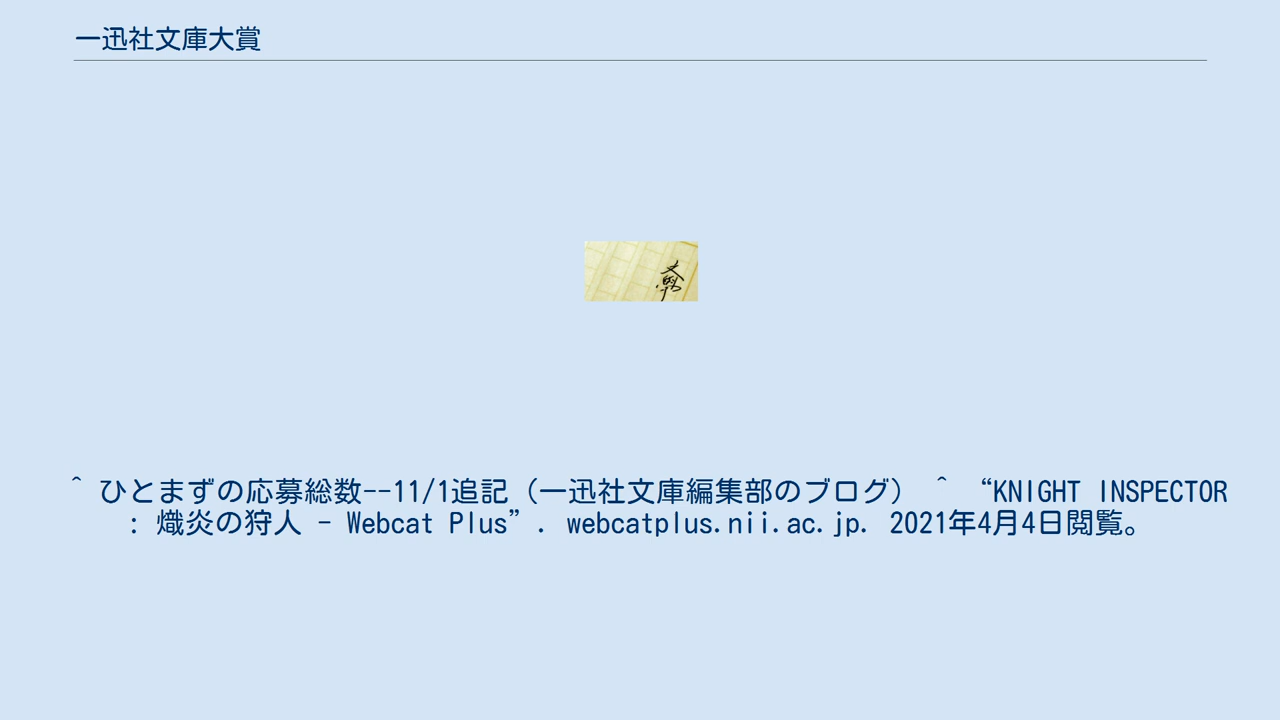 一迅社文庫大賞
^ ひとまずの応募総数--11/1追記（一迅社文庫編集部のブログ） ^ “KNIGHT INSPECTOR
: 熾炎の狩人 - Webcat Plus”. webcatplus.nii.ac.jp. 2021年4月4日閲覧。